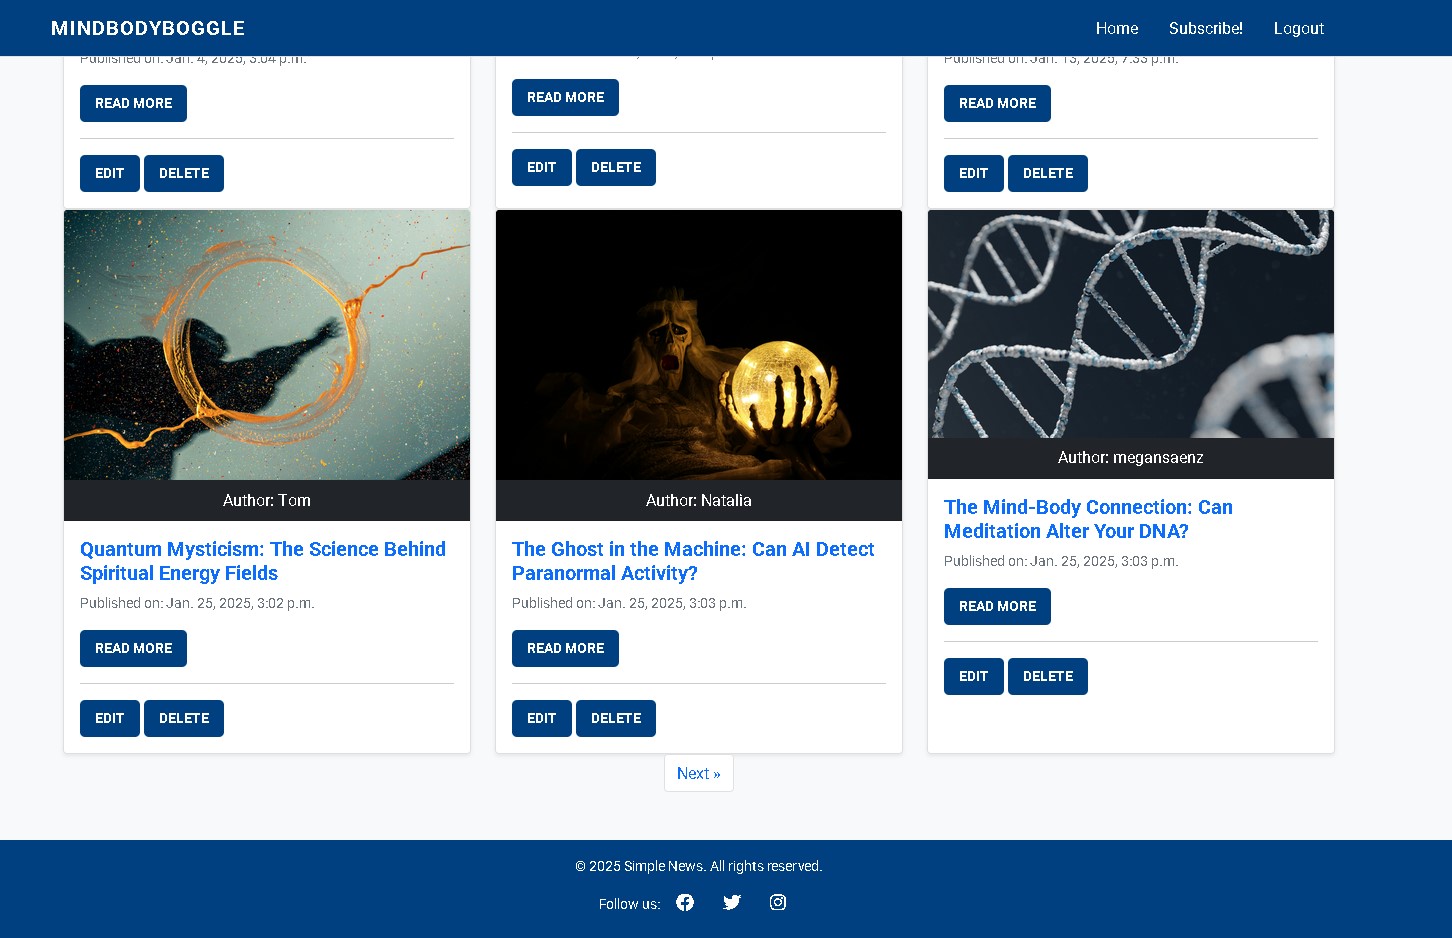 MINDBODYBOGGLE
Home Subscribe! Logout
Published on: Jan. 4, 2025, 3:04 p.m.
READ MORE
EDIT DELETE
READ MORE
EDIT DELETE
Published on: Jan. 13, 2025, 7:33 p.m.
READ MORE
EDIT DELETE
Author: Tom
Quantum Mysticism: The Science Behind
Spiritual Energy Fields
Published on: Jan. 25, 2025, 3:02 p.m.
READ MORE
EDIT DELETE
Author: Natalia
The Ghost in the Machine: Can AI Detect
Paranormal Activity?
Published on: Jan. 25, 2025, 3:03 p.m.
READ MORE
EDIT DELETE
Author: megansaenz
The Mind-Body Connection: Can
Meditation Alter Your DNA?
Published on: Jan. 25, 2025, 3:03 p.m.
READ MORE
EDIT DELETE
Next »
© 2025 Simple News. All rights reserved.
Follow us: